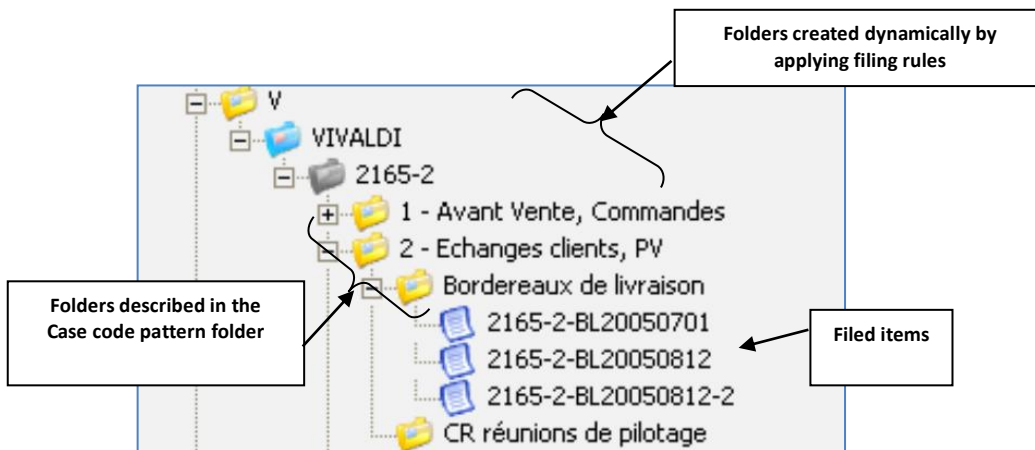 Folders created dynamically by
applying filing rules
V
VIVALDI
2165-2
1 - Avant Vente, Commandes
2 - Echanges clients, PV
Bordereaux de livraison
Folders described in the
Case code pattern folder
2165-2-BL20050701
Filed items
2165-2-BL20050812
2165-2-BL20050812-2
CR réunions de pilotage